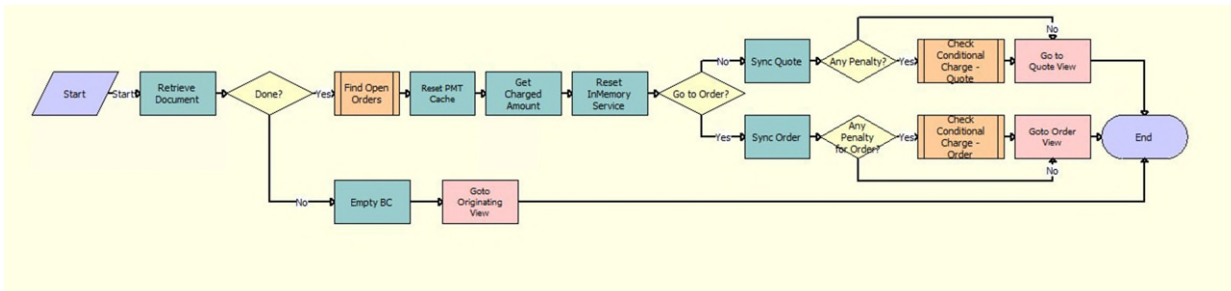 Start
Start
Retrieve
Document
Done?
Yes
Find Open
Orders
Reset PMT
Cache
Get
Charged
Amount
Reset
InMemory
Service
Go to Order?
No
Sync Quote
Any Penalty?
Yes
Check
Conditional
Charge -
Quote
No
Go to
Quote View
Yes
Sync Order
Any
Penalty
for Order?
Yes
Check
Conditional
Charge -
Order
Goto Order
View
No
End
No
Empty BC
Goto
Originating
View